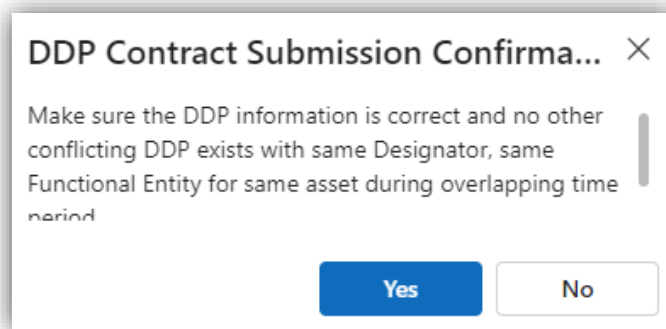 DDP Contract Submission Confirma...
Make sure the DDP information is correct and no other
conflicting DDP exists with same Designator, same
Functional Entity for same asset during overlapping time
period
Yes
No